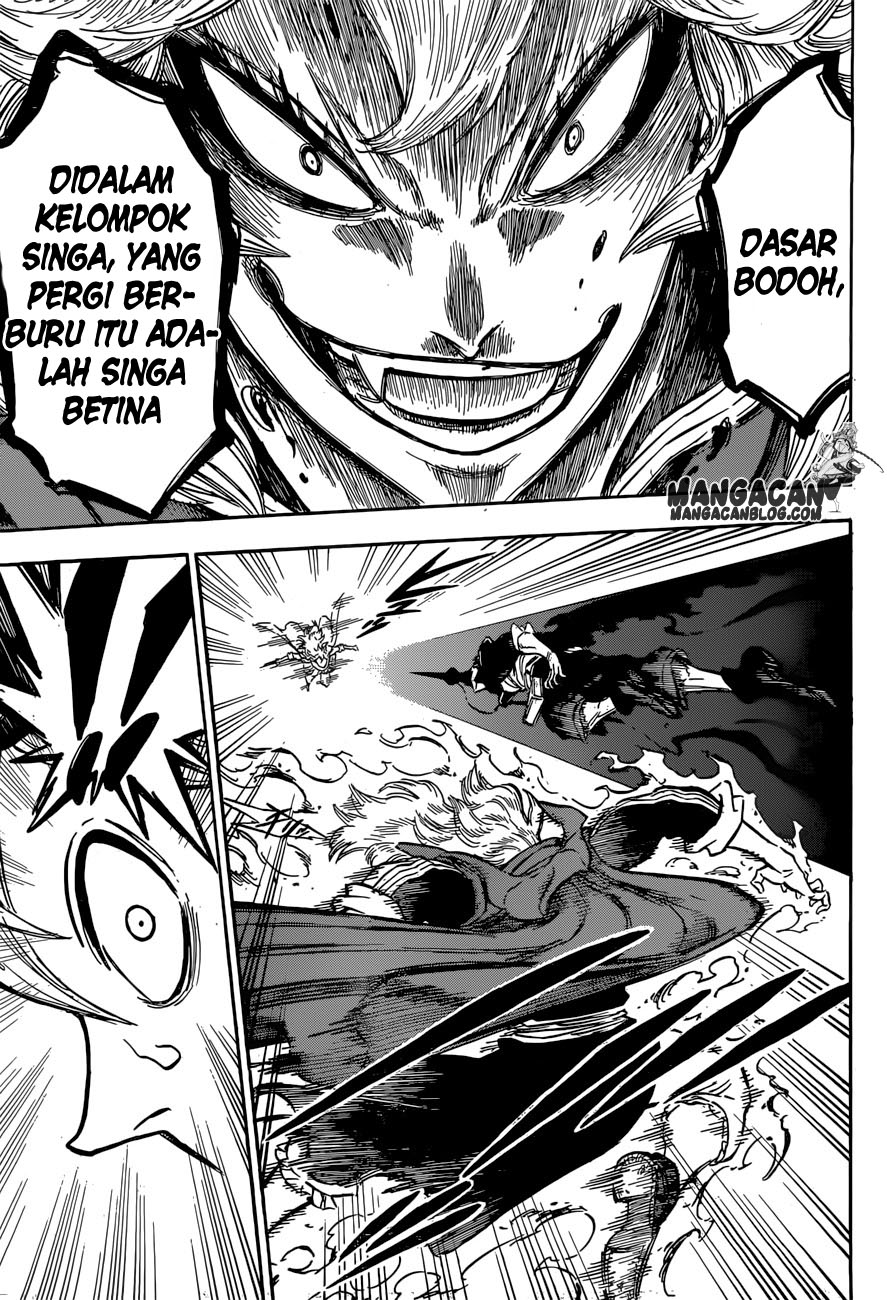 DASAR
BODOH,
DIDALAM
KELOMPOK
SINGA, YANG
PERGI BER-
BURU ITU ADA-
LAH SINGA
BETINA
MANGACAN
MANGACANBLOG.COM
!!